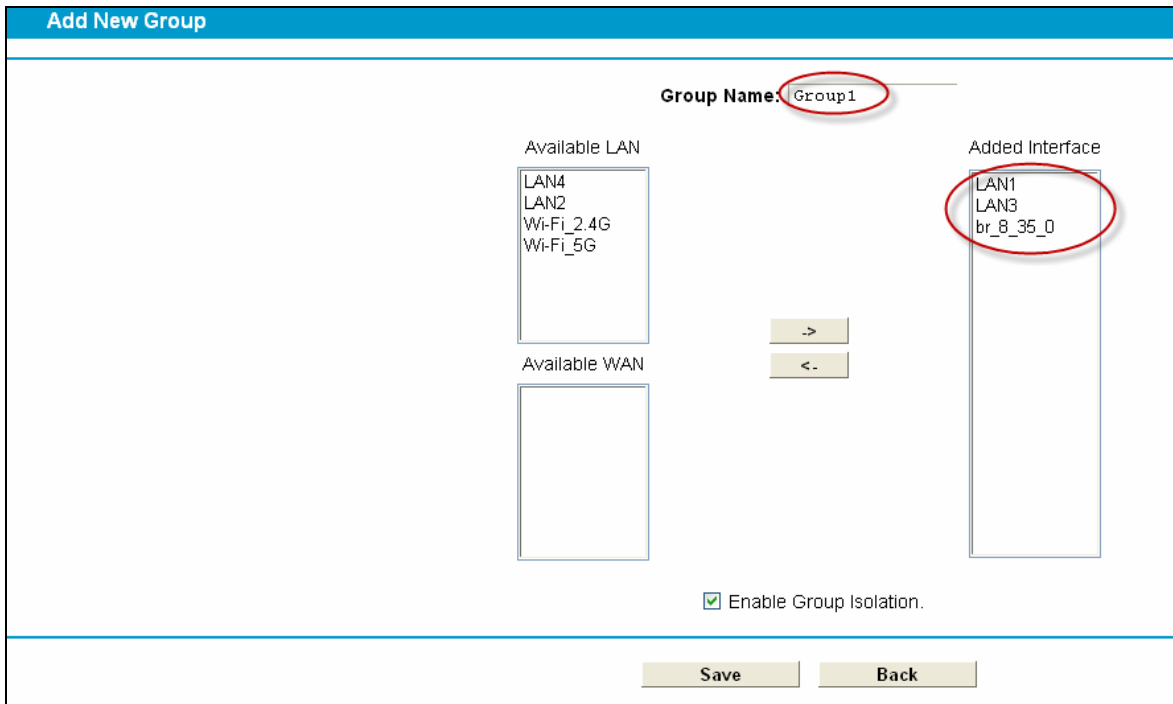 Add New Group
Group Name: Group1
Available LAN
LAN4
LAN2
Wi-Fi_2.4G
Wi-Fi_5G
Added Interface
LAN1
LAN3
br_8_35_0
->
<-
Available WAN
Enable Group Isolation.
Save
Back